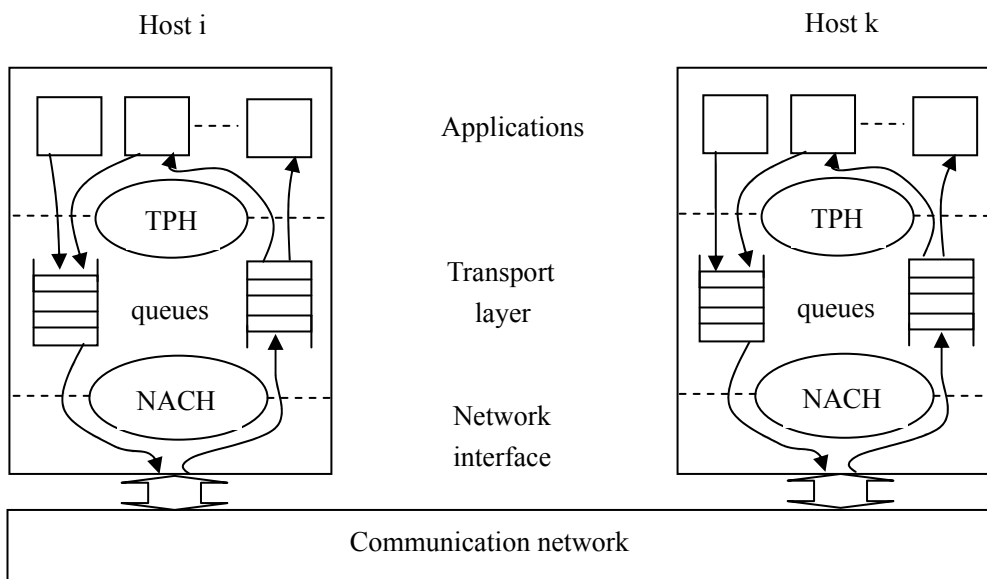 Host i
Host k
Applications
TPH
TPH
Transport
layer
queues
queues
NACH
NACH
Network
interface
Communication network